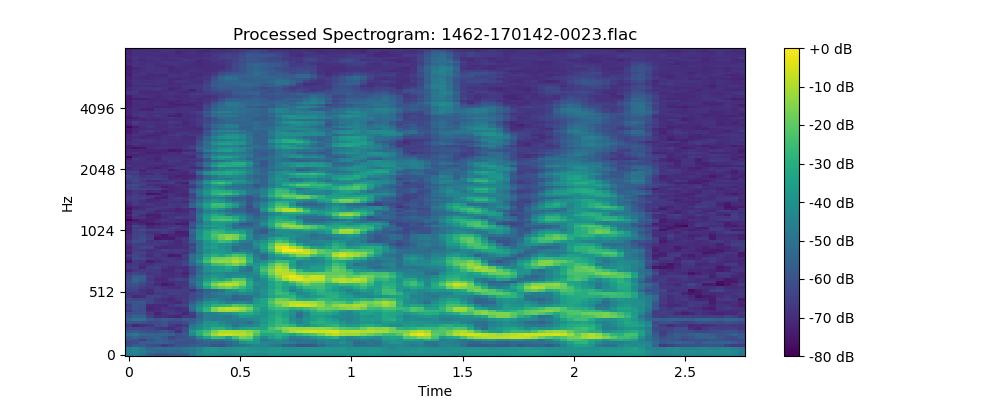 Processed Spectrogram: 1462-170142-0023.flac
Hz
4096
2048
1024
512
0
0
0.5
1
1.5
2
2.5
Time
+0 dB
-10 dB
-20 dB
-30 dB
-40 dB
-50 dB
-60 dB
-70 dB
-80 dB